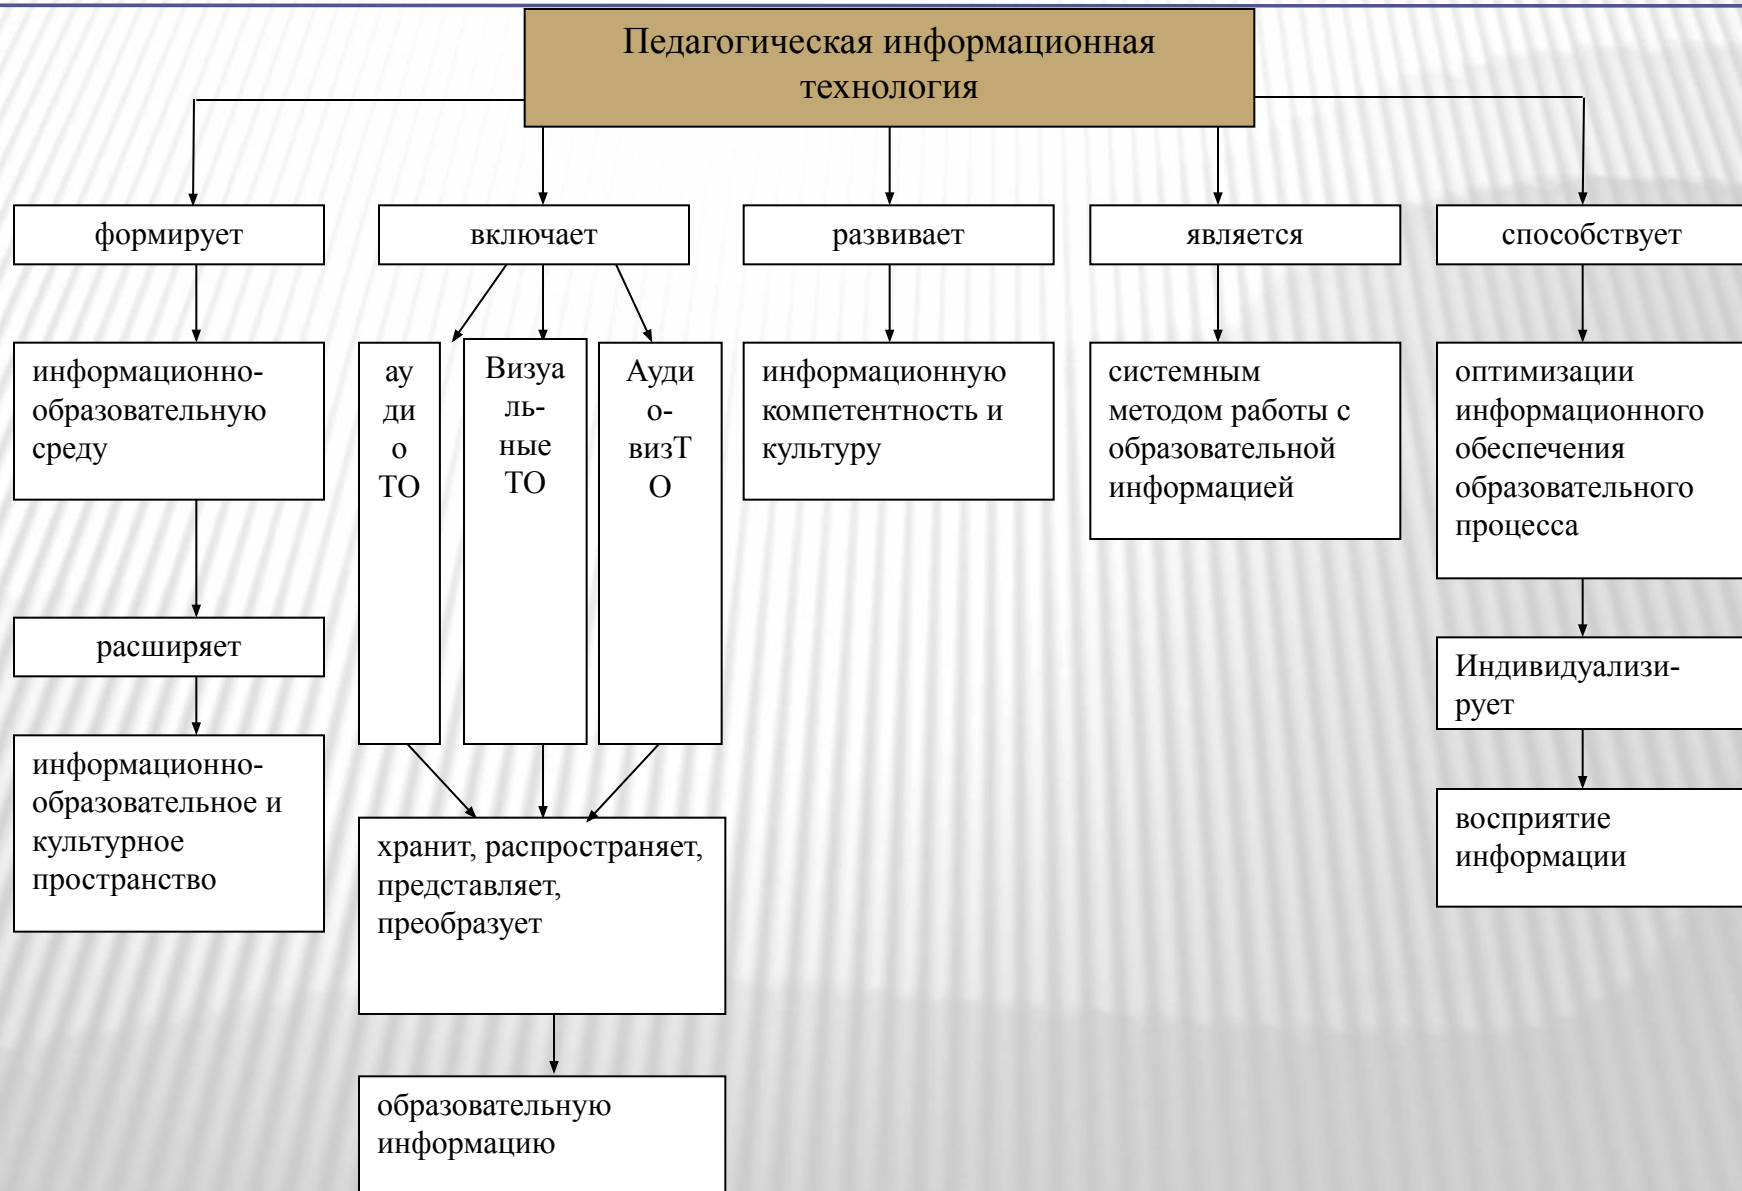 Педагогическая информационная
технология
формирует
включает
развивает
является
способствует
информационно-
образовательную
среду
ау
ди
о
ТО
Визуа
ль-
ные
ТО
Ауди
о-
визТ
О
информационную
компетентность и
культуру
системным
методом работы с
образовательной
информацией
оптимизации
информационного
обеспечения
образовательного
процесса
расширяет
Индивидуализи-
рует
информационно-
образовательное и
культурное
пространство
хранит, распространяет,
представляет,
преобразует
восприятие
информации
образовательную
информацию